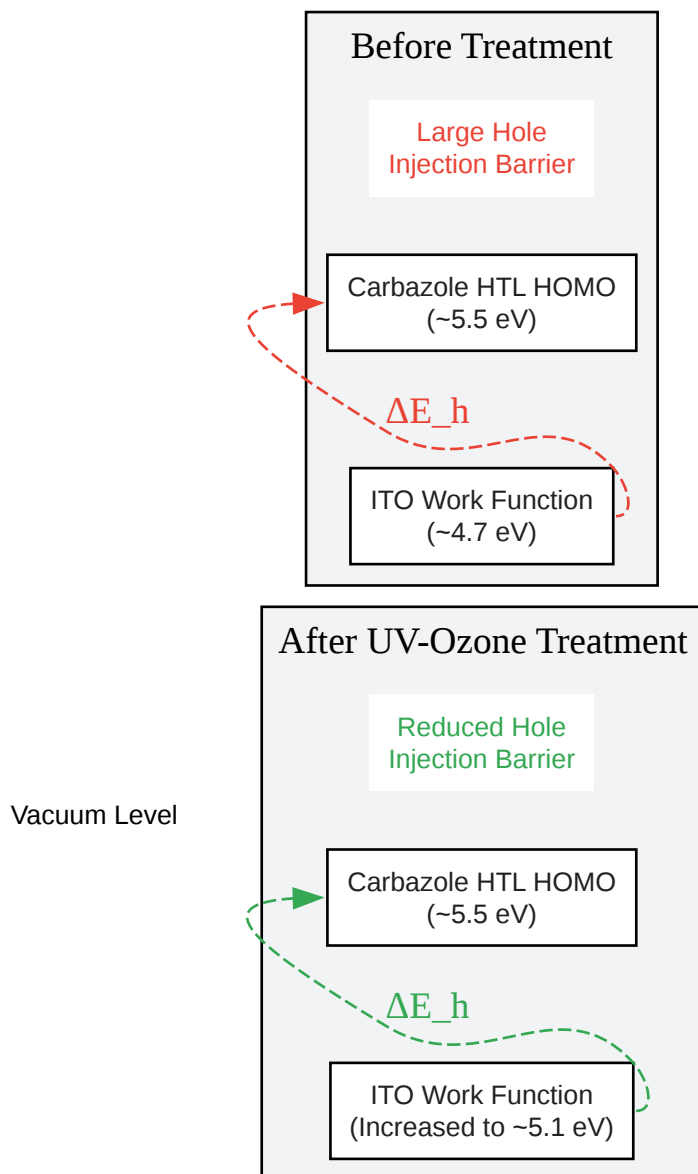 Before Treatment
Large Hole
Injection Barrier
Carbazole HTL HOMO
(~5.5 eV)
ΔE_h
ITO Work Function
(~4.7 eV)
After UV-Ozone Treatment
Reduced Hole
Injection Barrier
Vacuum Level
Carbazole HTL HOMO
(~5.5 eV)
ΔE_h
ITO Work Function
(Increased to ~5.1 eV)